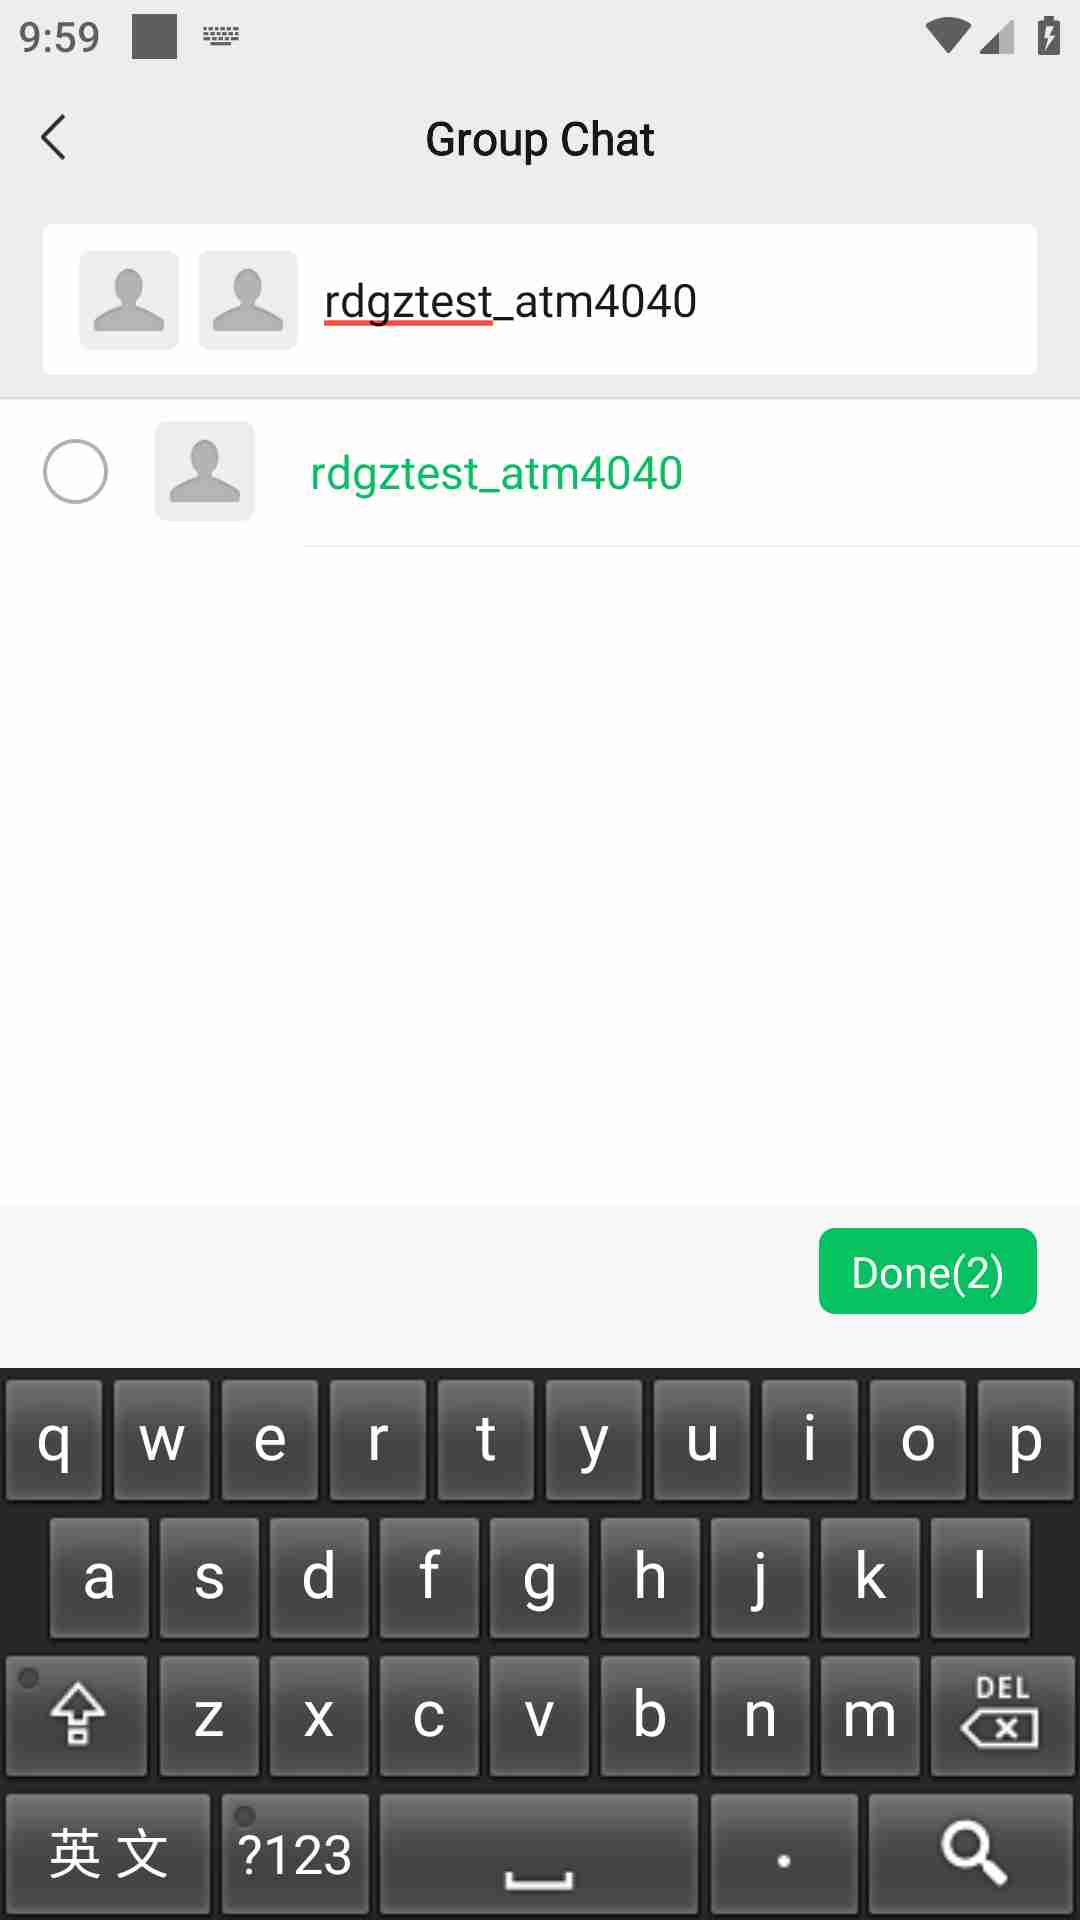 9:59
Group Chat
rdgztest_atm4040
rdgztest_atm4040
Done(2)
q w e r t y u i o p
a s d f g h j k l
z x c v b n m DEL
英文 ?123 .